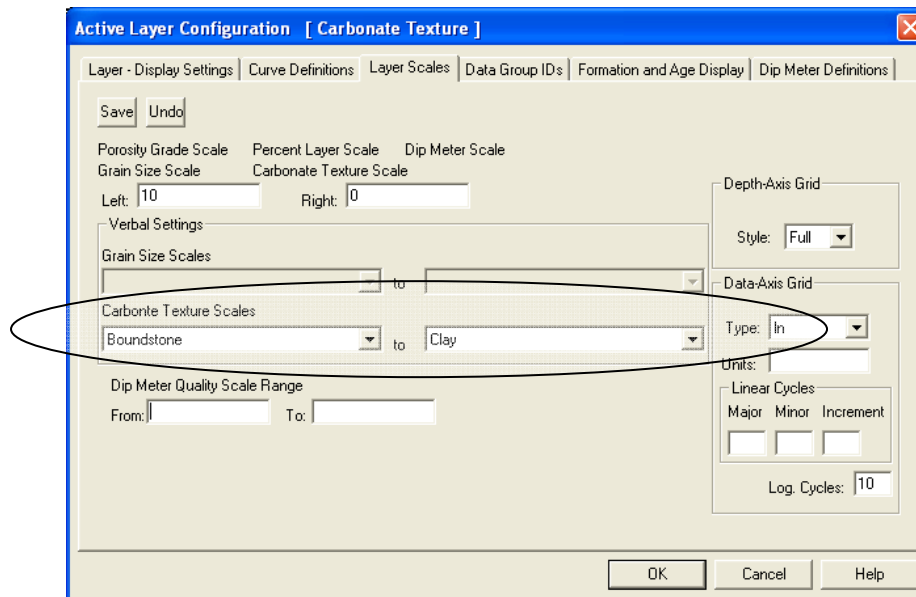 Active Layer Configuration [ Carbonate Texture ]
Layer - Display Settings Curve Definitions Layer Scales Data Group IDs Formation and Age Display Dip Meter Definitions
Save Undo
Porosity Grade Scale Percent Layer Scale Dip Meter Scale
Grain Size Scale Carbonate Texture Scale
Left: 10 Right: 0
Verbal Settings
Grain Size Scales
to
Carbonte Texture Scales
Boundstone to Clay
Dip Meter Quality Scale Range
From: To:
Depth-Axis Grid
Style: Full
Data-Axis Grid
Type: ln
Units:
Linear Cycles
Major Minor Increment
Log. Cycles: 10
OK Cancel Help